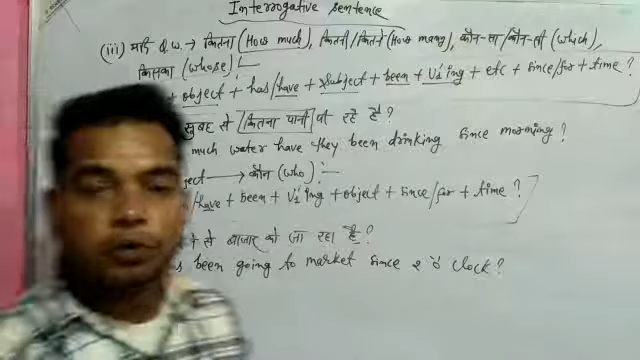 Interrogative sentence
(iii) यदि Q.W. → कितना (How much), कितनी/कितने (How many), कौन-सा/कौन-सी (which),
किसका (whose) :-
+ object + has/have + subject + been + V₁ ing + etc + since/for + time ?
सुबह से कितना पानी पी रहे हैं ?
much water have they been drinking since morning ?
ject → कौन (who) :-
/have + been + V₁ ing + object + since/for + time ?
से बाजार को जा रहा है ?
s been going to market since 2 o' clock ?